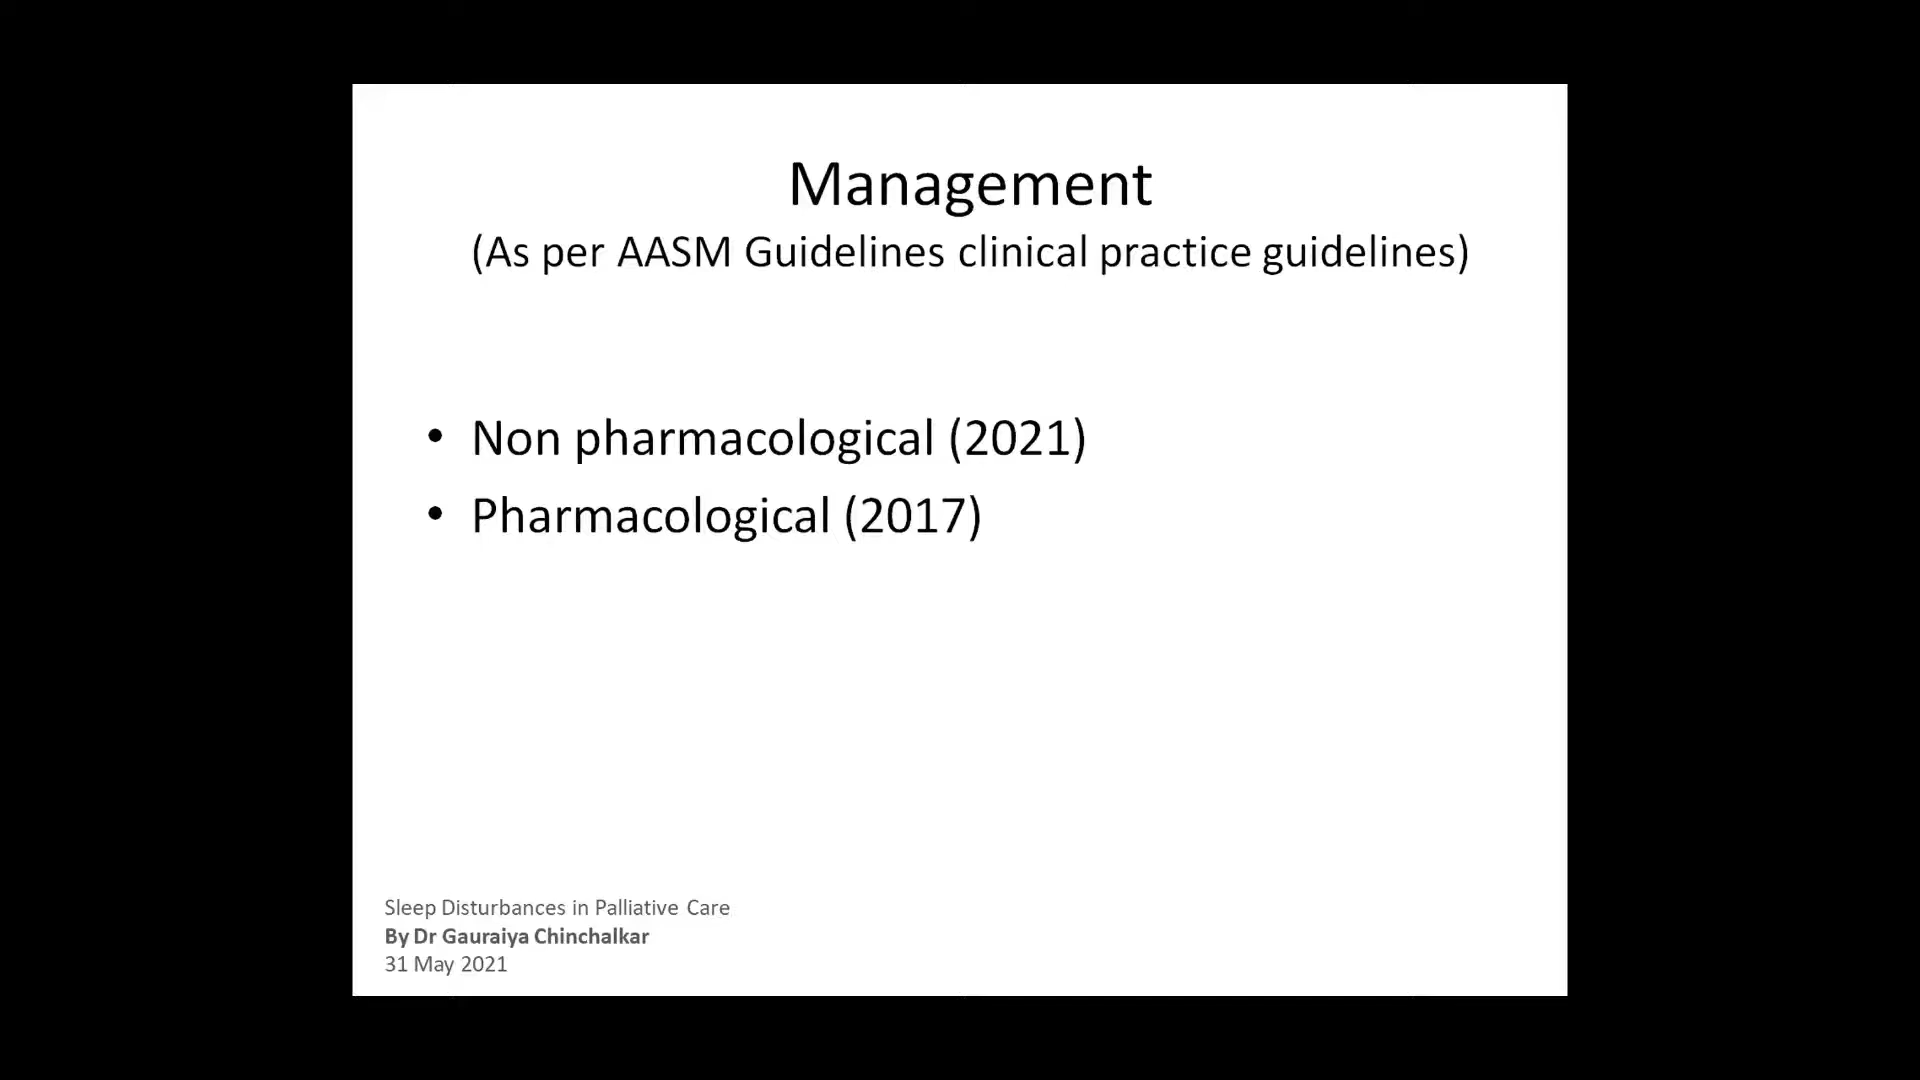 Management
(As per AASM Guidelines clinical practice guidelines)
• Non pharmacological (2021)
• Pharmacological (2017)
Sleep Disturbances in Palliative Care
By Dr Gauraiya Chinchalkar
31 May 2021